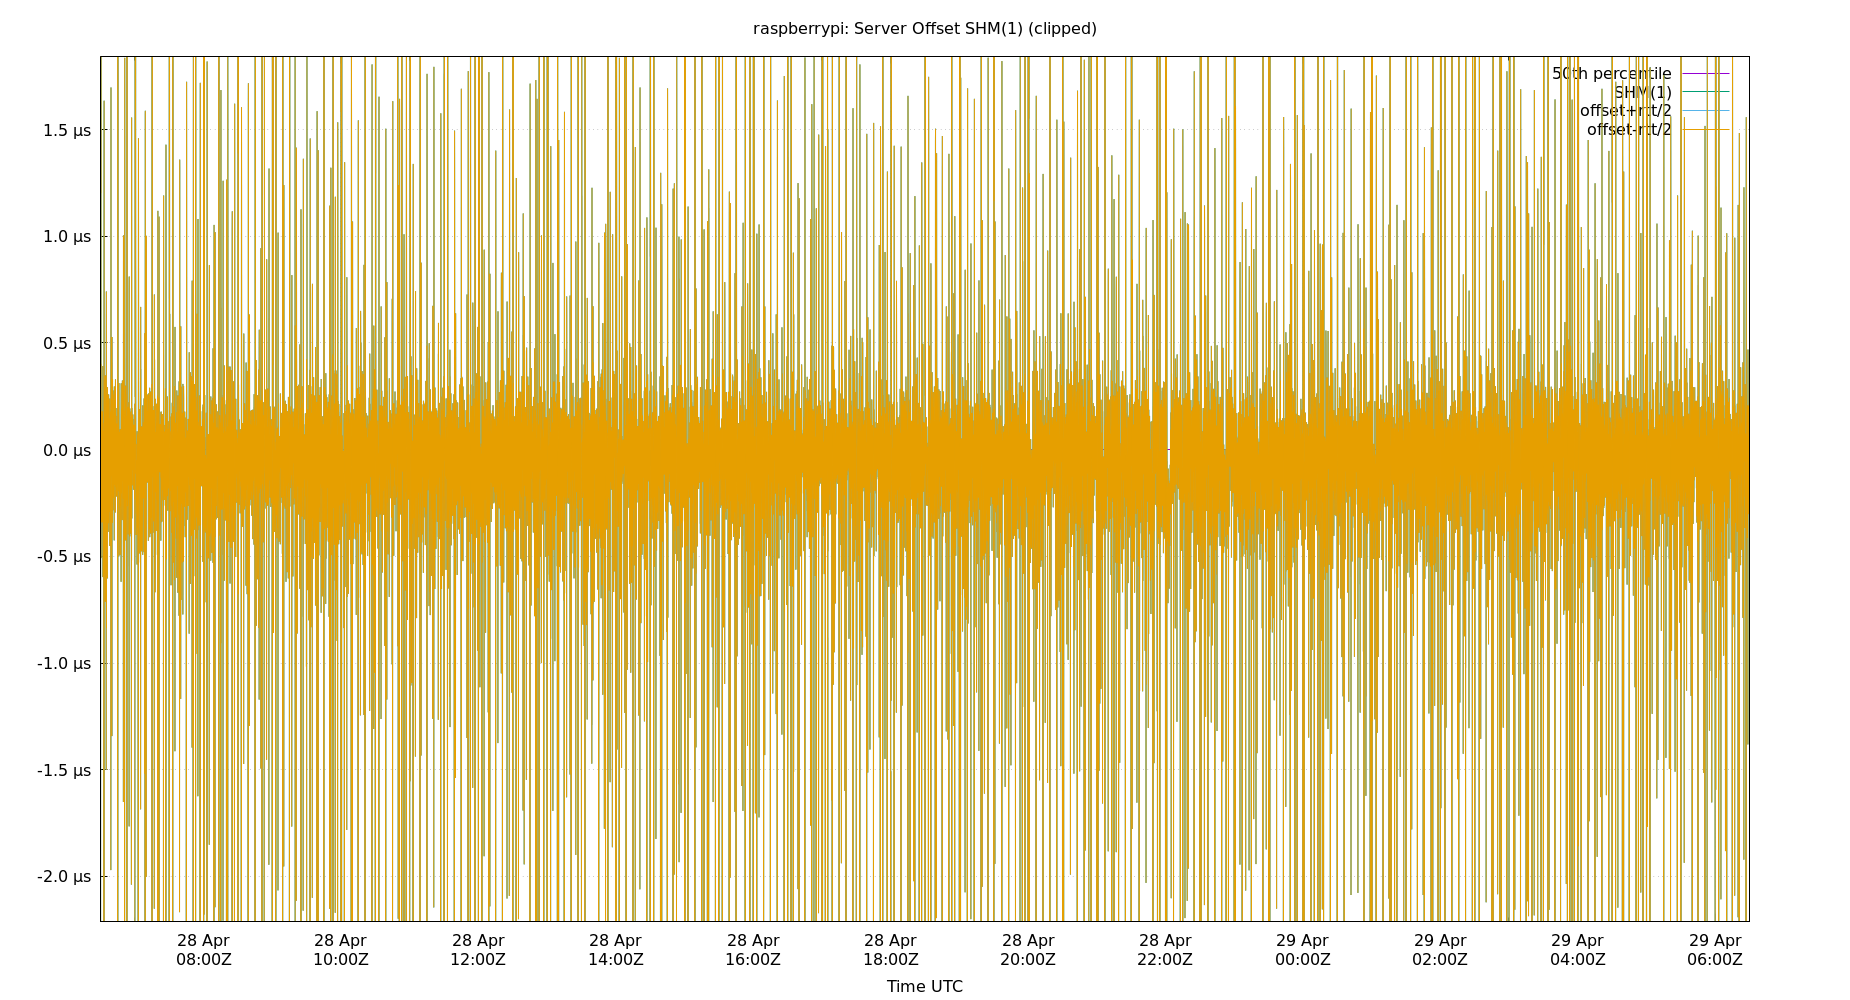 raspberrypi: Server Offset SHM(1) (clipped)
50th percentile
SHM(1)
offset+rtt/2
offset-rtt/2
1.5 µs
1.0 µs
0.5 µs
0.0 µs
-0.5 µs
-1.0 µs
-1.5 µs
-2.0 µs
28 Apr 28 Apr 28 Apr 28 Apr 28 Apr 28 Apr 28 Apr 28 Apr 29 Apr 29 Apr 29 Apr 29 Apr
08:00Z 10:00Z 12:00Z 14:00Z 16:00Z 18:00Z 20:00Z 22:00Z 00:00Z 02:00Z 04:00Z 06:00Z
Time UTC